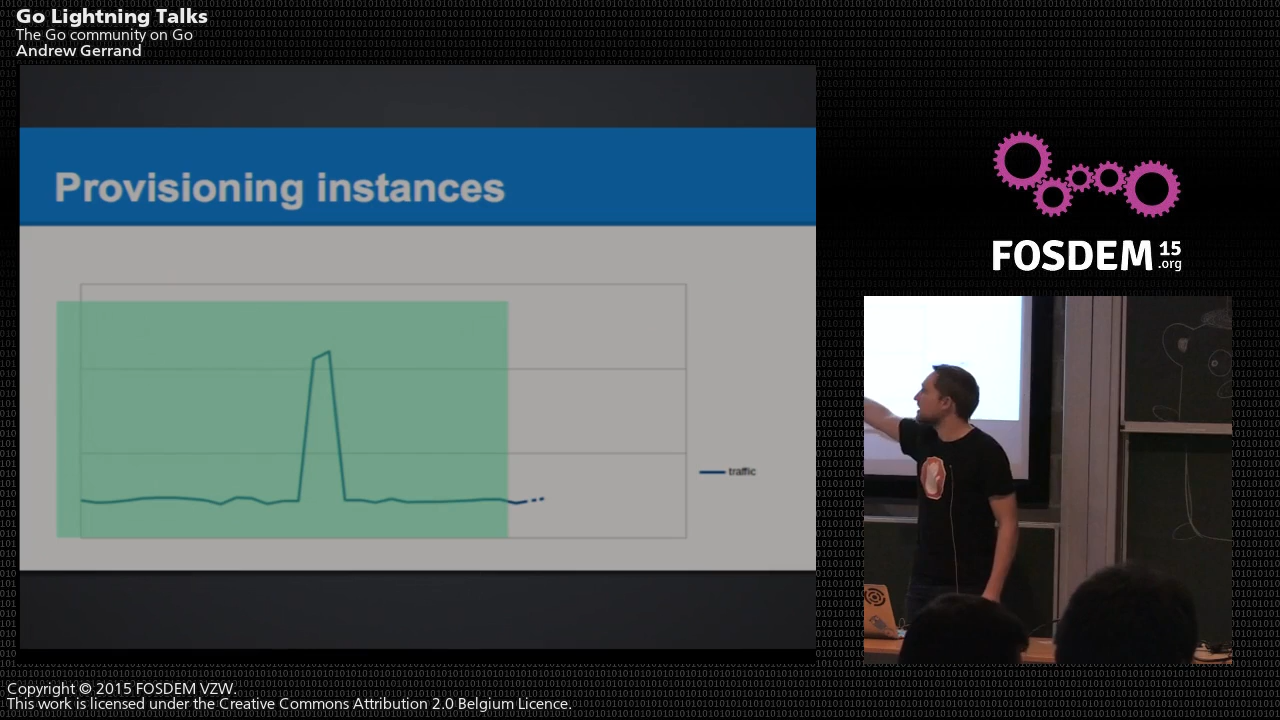 Go Lightning Talks
The Go community on Go
Andrew Gerrand
Provisioning instances
traffic
FOSDEM 15
.org
Copyright © 2015 FOSDEM VZW.
This work is licensed under the Creative Commons Attribution 2.0 Belgium Licence.